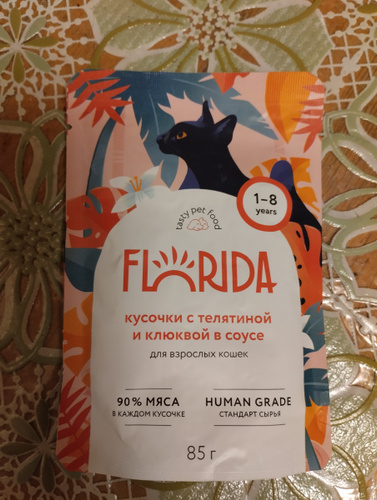 tasty pet food
1-8
years
FLORIDA
кусочки с телятиной
и клюквой в соусе
для взрослых кошек
90% МЯСА
В КАЖДОМ КУСОЧКЕ
HUMAN GRADE
СТАНДАРТ СЫРЬЯ
85 г